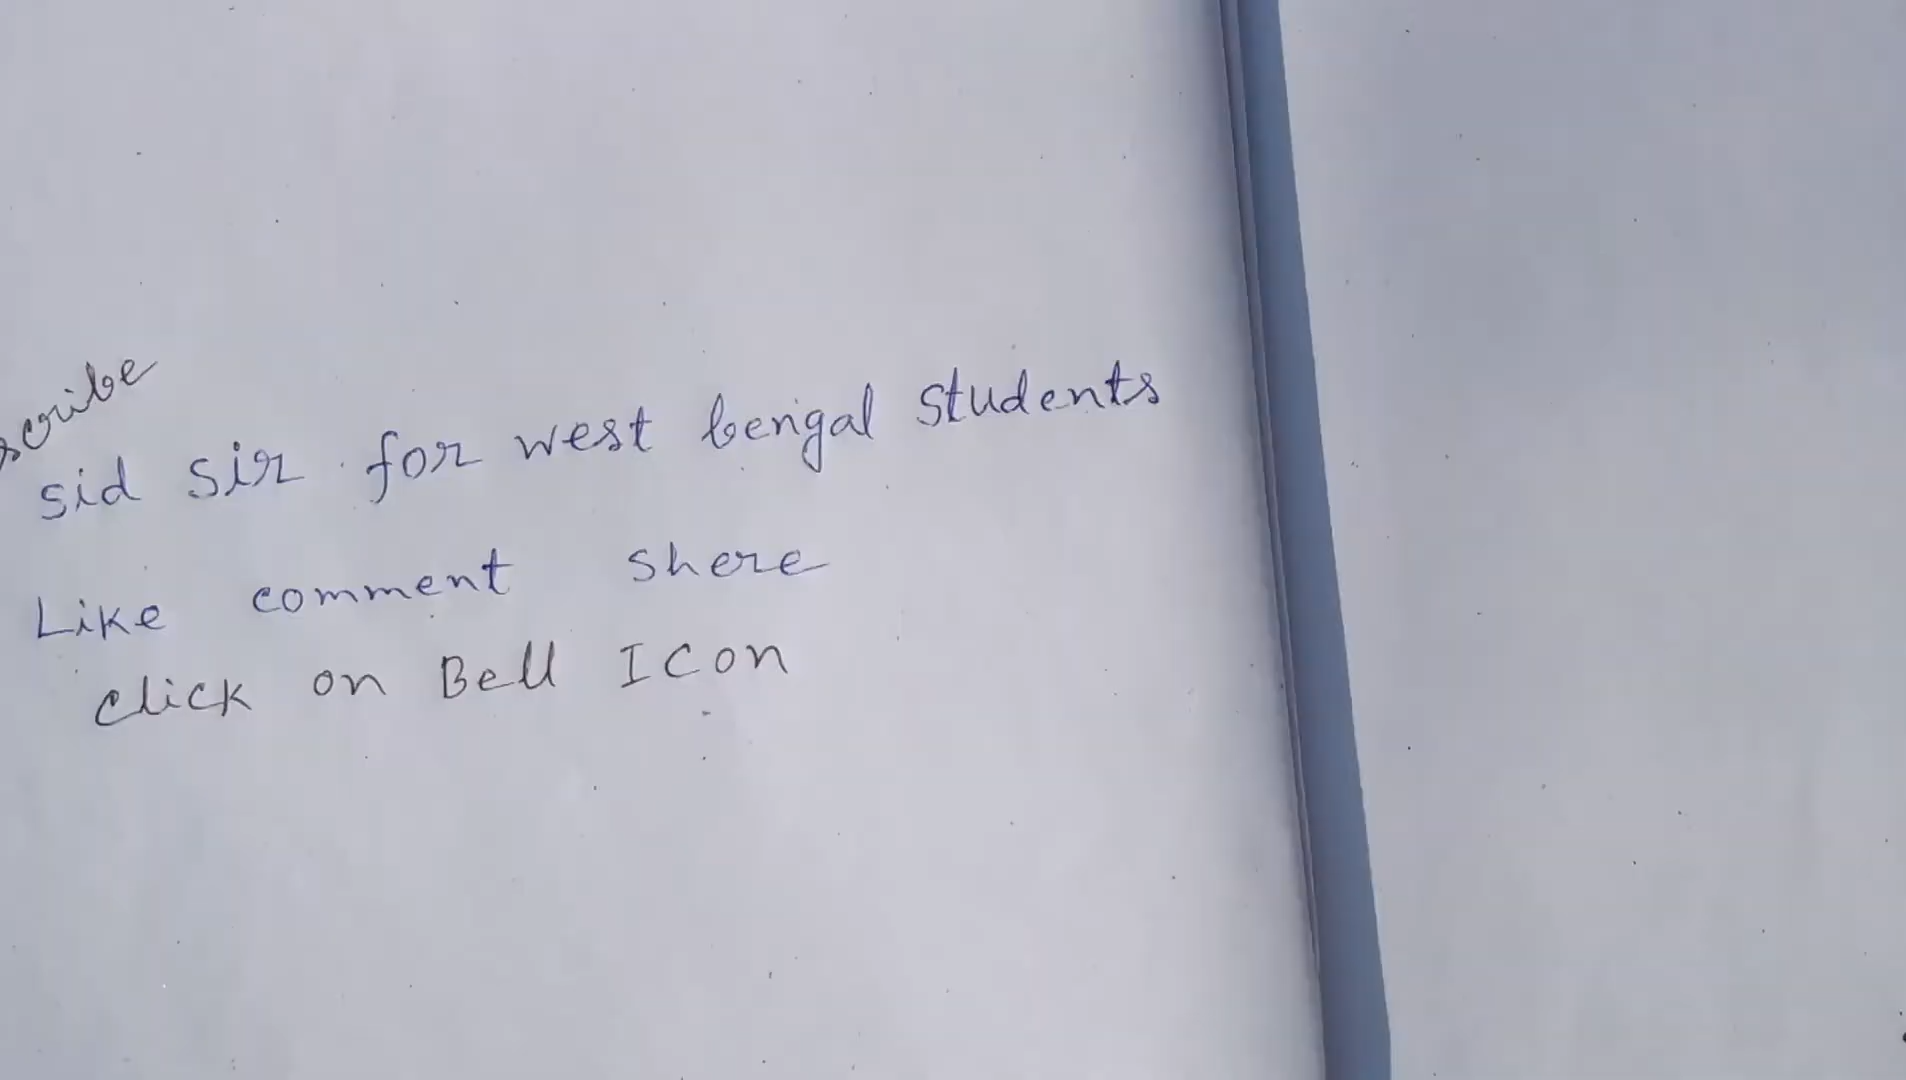 scribe
sid sir for west bengal students
Like comment shere
click on Bell Icon